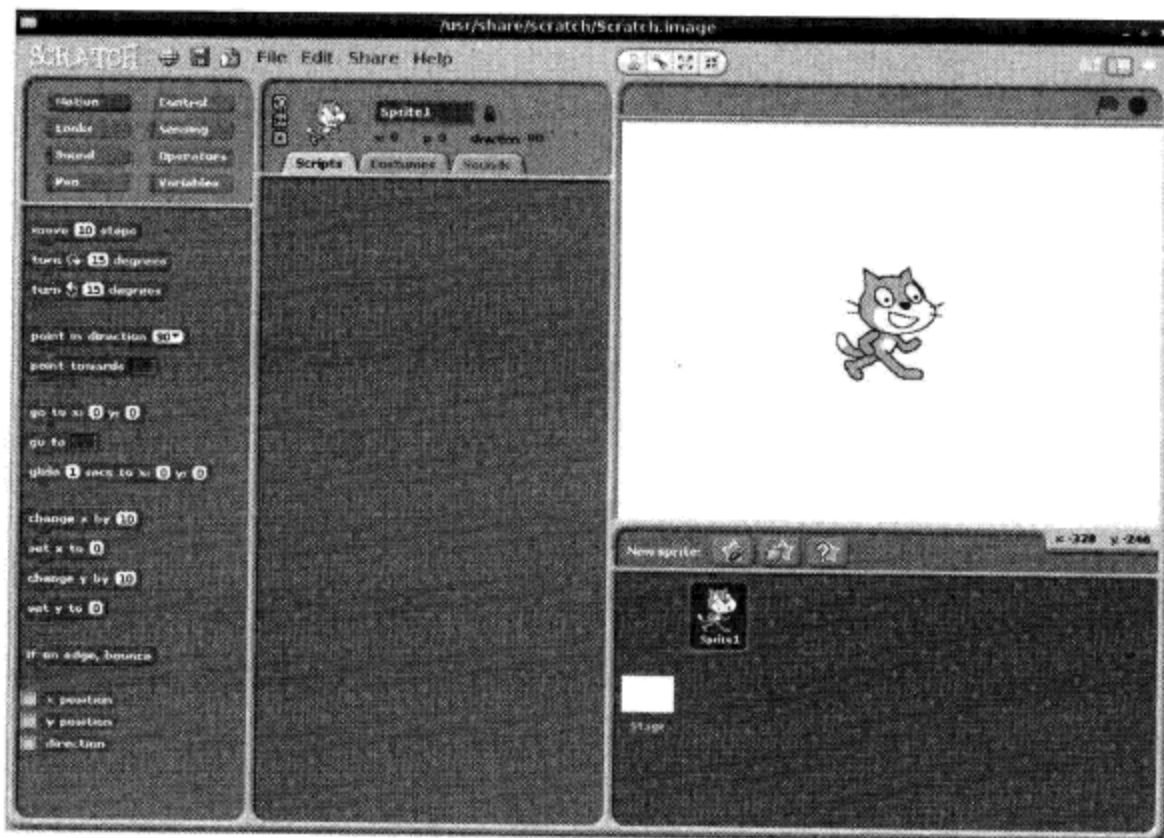 /usr/share/scratch/Scratch.image
SCRATCH File Edit Share Help
Motion Control
Looks Sensing
Sound Operators
Pen Variables
Sprite1
x: 0 y: 0 direction:
Scripts Costumes Sounds
move 10 steps
turn 15 degrees
turn 15 degrees
point in direction 90
point towards
go to x: 0 y: 0
go to
glide 1 secs to x: 0 y: 0
change x by 10
set x to 0
change y by 10
set y to 0
if on edge, bounce
x position
y position
direction
New sprite:
Sprite1
Stage